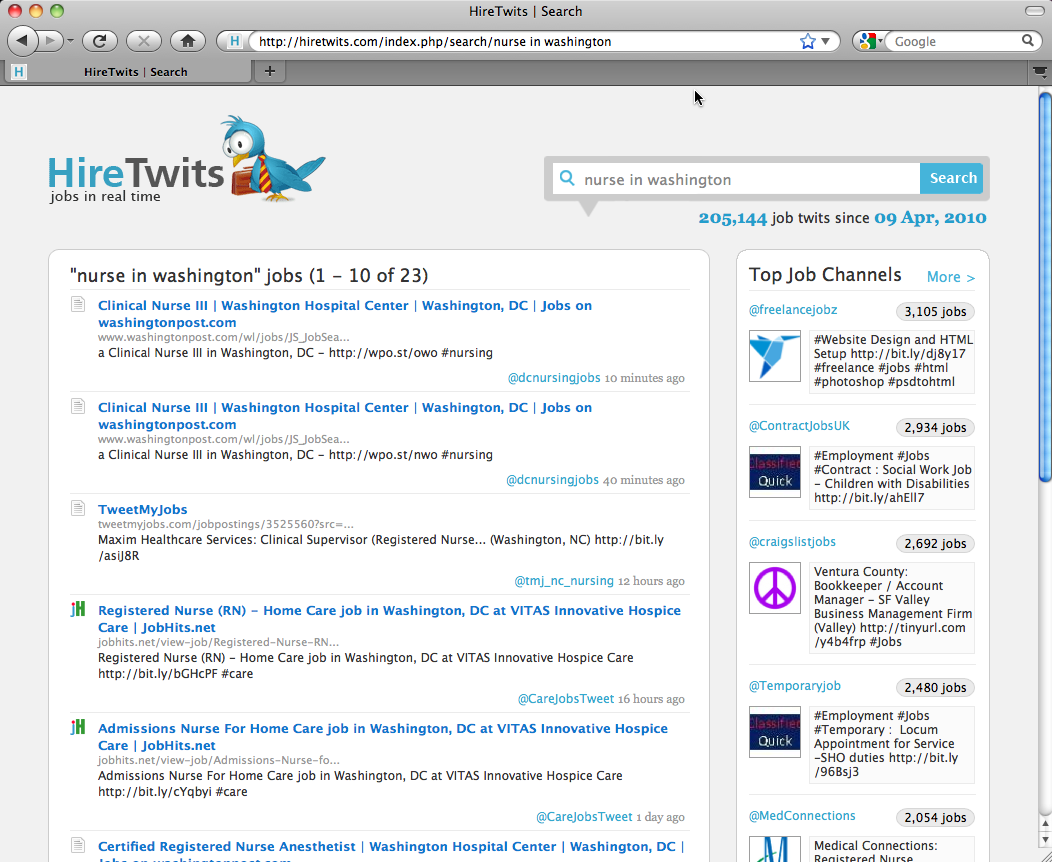 HireTwits | Search
http://hiretwits.com/index.php/search/nurse in washington
Google
HireTwits | Search
HireTwits
jobs in real time
nurse in washington
Search
205,144 job twits since 09 Apr, 2010
"nurse in washington" jobs (1 – 10 of 23)
Clinical Nurse III | Washington Hospital Center | Washington, DC | Jobs on
washingtonpost.com
www.washingtonpost.com/wl/jobs/JS_JobSea...
a Clinical Nurse III in Washington, DC – http://wpo.st/owo #nursing
@dcnursingjobs 10 minutes ago
Clinical Nurse III | Washington Hospital Center | Washington, DC | Jobs on
washingtonpost.com
www.washingtonpost.com/wl/jobs/JS_JobSea...
a Clinical Nurse III in Washington, DC – http://wpo.st/nwo #nursing
@dcnursingjobs 40 minutes ago
TweetMyJobs
tweetmyjobs.com/jobpostings/3525560?src=...
Maxim Healthcare Services: Clinical Supervisor (Registered Nurse... (Washington, NC) http://bit.ly
/asiJ8R
@tmj_nc_nursing 12 hours ago
jH
Registered Nurse (RN) – Home Care job in Washington, DC at VITAS Innovative Hospice
Care | JobHits.net
jobhits.net/view-job/Registered-Nurse-RN...
Registered Nurse (RN) – Home Care job in Washington, DC at VITAS Innovative Hospice Care
http://bit.ly/bGHcPF #care
@CareJobsTweet 16 hours ago
jH
Admissions Nurse For Home Care job in Washington, DC at VITAS Innovative Hospice
Care | JobHits.net
jobhits.net/view-job/Admissions-Nurse-fo...
Admissions Nurse For Home Care job in Washington, DC at VITAS Innovative Hospice Care
http://bit.ly/cYqbyi #care
@CareJobsTweet 1 day ago
Certified Registered Nurse Anesthetist | Washington Hospital Center | Washington, DC |
Jobs on washingtonpost.com
Top Job Channels
More >
@freelancejobz
3,105 jobs
#Website Design and HTML
Setup http://bit.ly/dj8y17
#freelance #jobs #html
#photoshop #psdtohtml
@ContractJobsUK
2,934 jobs
Classified
Quick
#Employment #Jobs
#Contract : Social Work Job
– Children with Disabilities
http://bit.ly/ahEll7
@craigslistjobs
2,692 jobs
Ventura County:
Bookkeeper / Account
Manager – SF Valley
Business Management Firm
(Valley) http://tinyurl.com
/y4b4frp #Jobs
@Temporaryjob
2,480 jobs
Classified
Quick
#Employment #Jobs
#Temporary :  Locum
Appointment for Service
–SHO duties http://bit.ly
/96Bsj3
@MedConnections
2,054 jobs
Medical Connections:
Registered Nurse